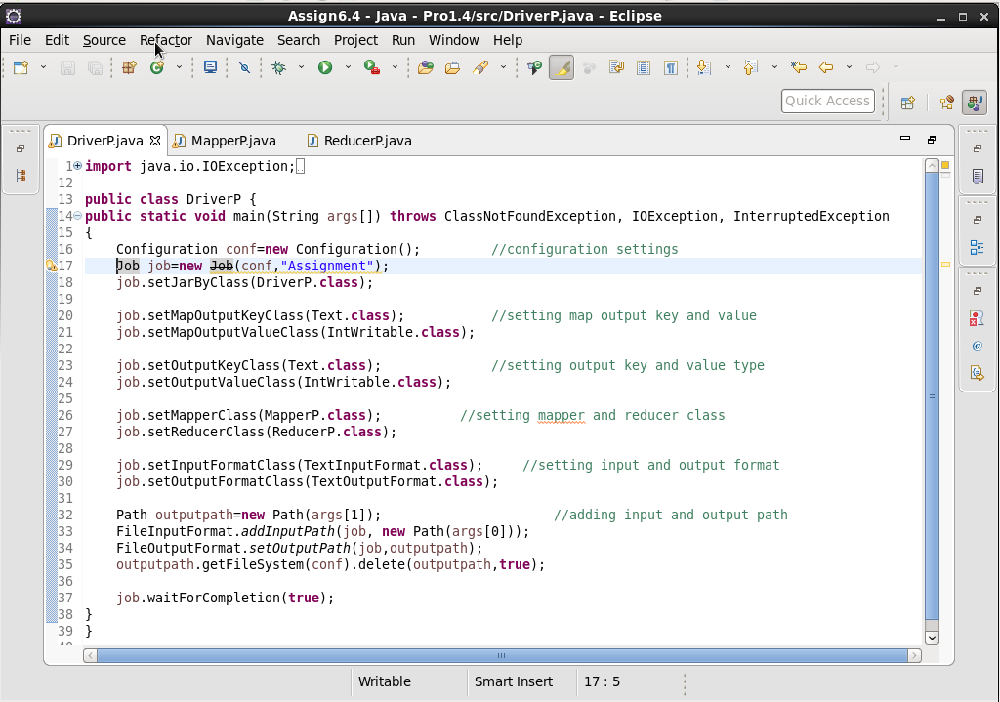 Assign6.4 - Java - Pro1.4/src/DriverP.java - Eclipse
File Edit Source Refactor Navigate Search Project Run Window Help
Quick Access
DriverP.java MapperP.java ReducerP.java
1 import java.io.IOException;
12
13 public class DriverP {
14 public static void main(String args[]) throws ClassNotFoundException, IOException, InterruptedException
15 {
16 Configuration conf=new Configuration(); //configuration settings
17 Job job=new Job(conf,"Assignment");
18 job.setJarByClass(DriverP.class);
19
20 job.setMapOutputKeyClass(Text.class); //setting map output key and value
21 job.setMapOutputValueClass(IntWritable.class);
22
23 job.setOutputKeyClass(Text.class); //setting output key and value type
24 job.setOutputValueClass(IntWritable.class);
25
26 job.setMapperClass(MapperP.class); //setting mapper and reducer class
27 job.setReducerClass(ReducerP.class);
28
29 job.setInputFormatClass(TextInputFormat.class); //setting input and output format
30 job.setOutputFormatClass(TextOutputFormat.class);
31
32 Path outputpath=new Path(args[1]); //adding input and output path
33 FileInputFormat.addInputPath(job, new Path(args[0]));
34 FileOutputFormat.setOutputPath(job,outputpath);
35 outputpath.getFileSystem(conf).delete(outputpath,true);
36
37 job.waitForCompletion(true);
38 }
39 }
Writable Smart Insert 17 : 5